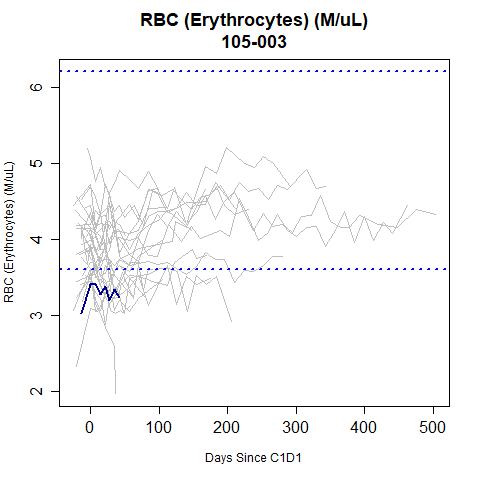 RBC (Erythrocytes) (M/uL)
105-003
RBC (Erythrocytes) (M/uL)
6
5
4
3
2
0 100 200 300 400 500
Days Since C1D1